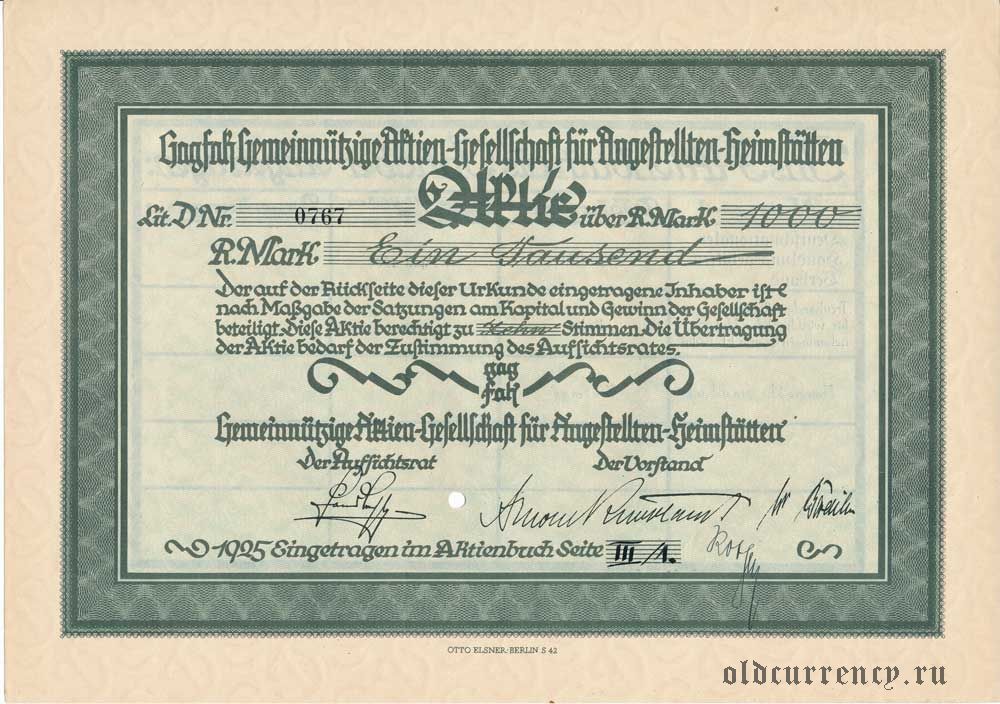 Gagfah Gemeinnützige Aktien-Gesellschaft für Angestellten-Heimstätten
Aktie
Lit. D Nr. 0767 über R. Mark 1000
R. Mark Ein Tausend
Der auf der Rückseite dieser Urkunde eingetragene Inhaber ist
nach Maßgabe der Satzungen am Kapital und Gewinn der Gesellschaft
beteiligt. Diese Aktie berechtigt zu Zehn Stimmen. Die Übertragung
der Aktie bedarf der Zustimmung des Aufsichtsrates.
gag
fah
Gemeinnützige Aktien-Gesellschaft für Angestellten-Heimstätten
Der Aufsichtsrat Der Vorstand
1925 Eingetragen im Aktienbuch Seite III/1.
OTTO ELSNER-BERLIN S 42
oldcurrency.ru